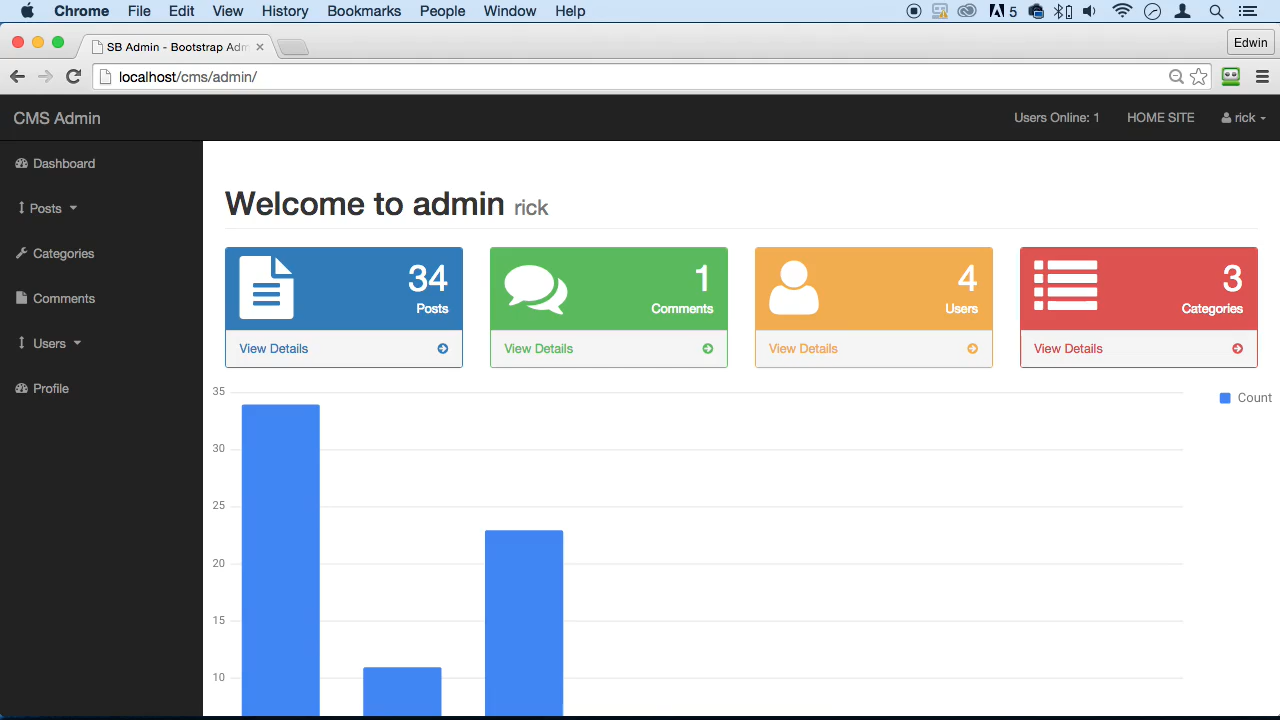 Chrome File Edit View History Bookmarks People Window Help 5
SB Admin - Bootstrap Adm
Edwin
localhost/cms/admin/
CMS Admin
Users Online: 1 HOME SITE rick
Dashboard
Posts
Categories
Comments
Users
Profile
Welcome to admin rick
34
Posts
View Details
1
Comments
View Details
4
Users
View Details
3
Categories
View Details
35
30
25
20
15
10
Count